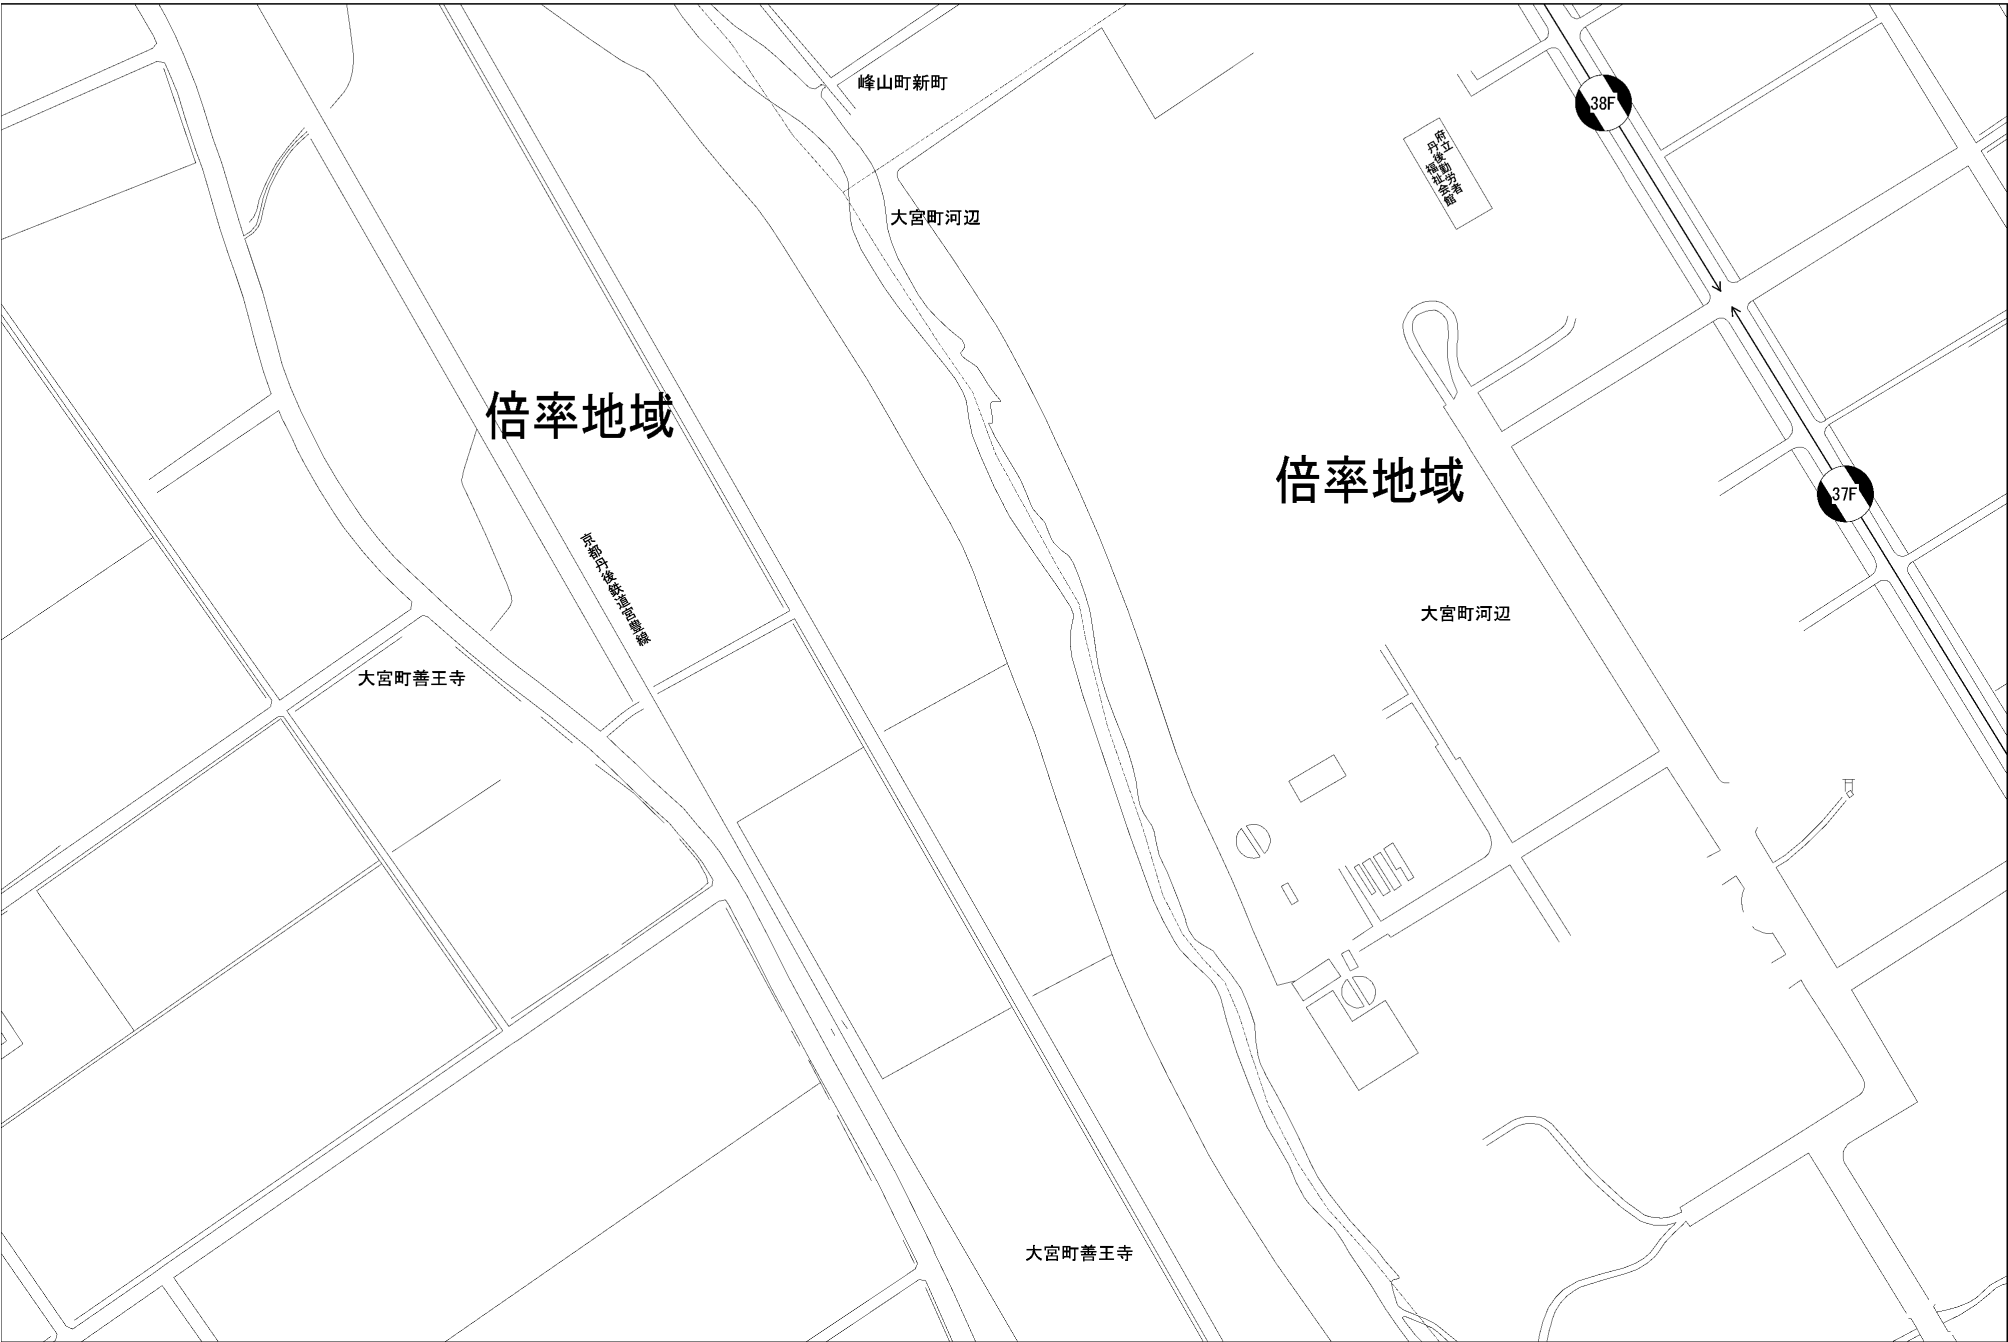 峰山町新町
38F
府立
丹後勤労者
福祉会館
大宮町河辺
倍率地域
倍率地域
37F
京都丹後鉄道宮豊線
大宮町河辺
大宮町善王寺
大宮町善王寺